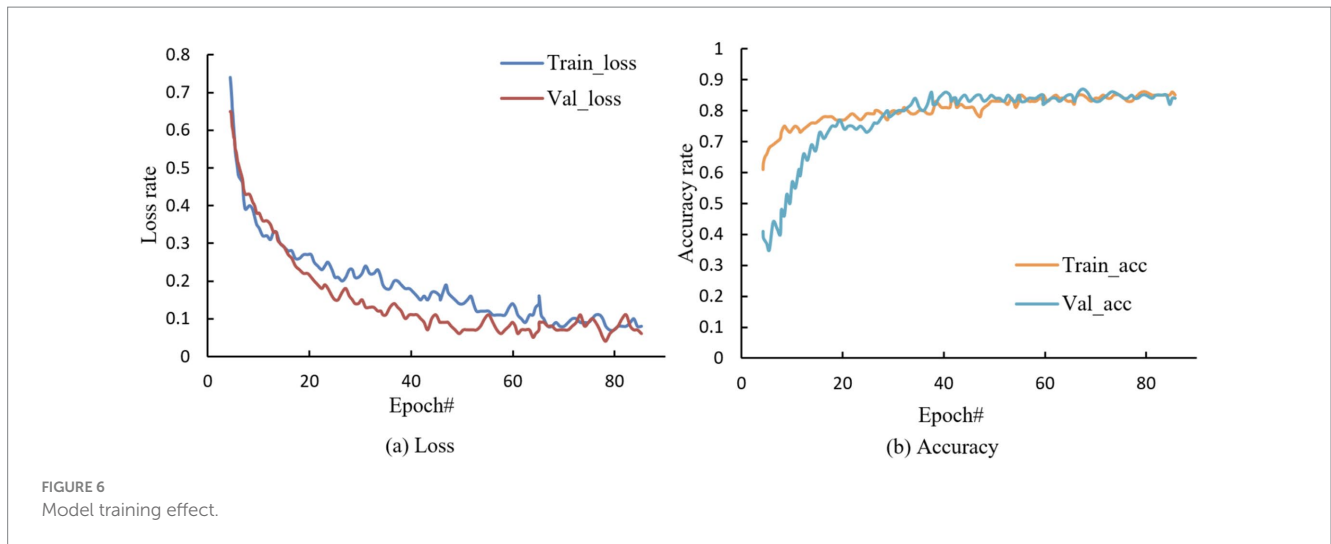 0.8
0.7
0.6
0.5
0.4
0.3
0.2
0.1
0
Loss rate
Train_loss
Val_loss
0 20 40 60 80
Epoch#
(a) Loss
1
0.9
0.8
0.7
0.6
0.5
0.4
0.3
0.2
0.1
0
Accuracy rate
Train_acc
Val_acc
0 20 40 60 80
Epoch#
(b) Accuracy
FIGURE 6
Model training effect.